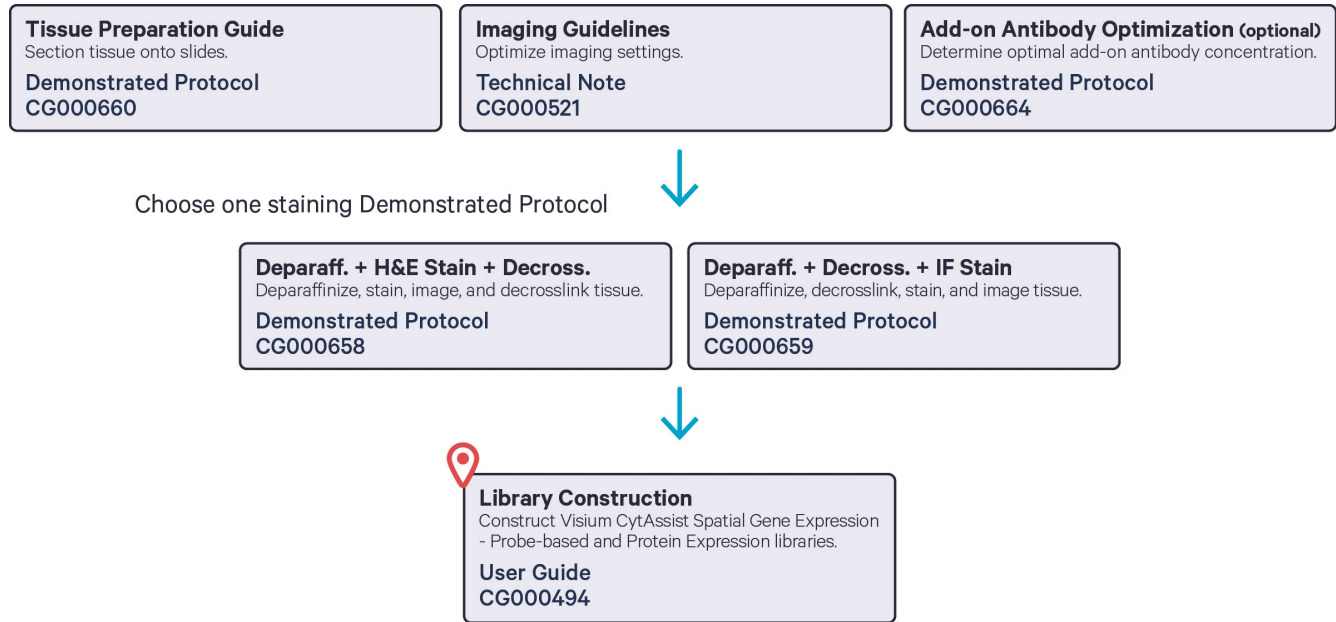 Tissue Preparation Guide
Section tissue onto slides.
Demonstrated Protocol
CG000660
Imaging Guidelines
Optimize imaging settings.
Technical Note
CG000521
Add-on Antibody Optimization (optional)
Determine optimal add-on antibody concentration.
Demonstrated Protocol
CG000664
Choose one staining Demonstrated Protocol
Deparaff. + H&E Stain + Decross.
Deparaffinize, stain, image, and decrosslink tissue.
Demonstrated Protocol
CG000658
Deparaff. + Decross. + IF Stain
Deparaffinize, decrosslink, stain, and image tissue.
Demonstrated Protocol
CG000659
Library Construction
Construct Visium CytAssist Spatial Gene Expression
- Probe-based and Protein Expression libraries.
User Guide
CG000494